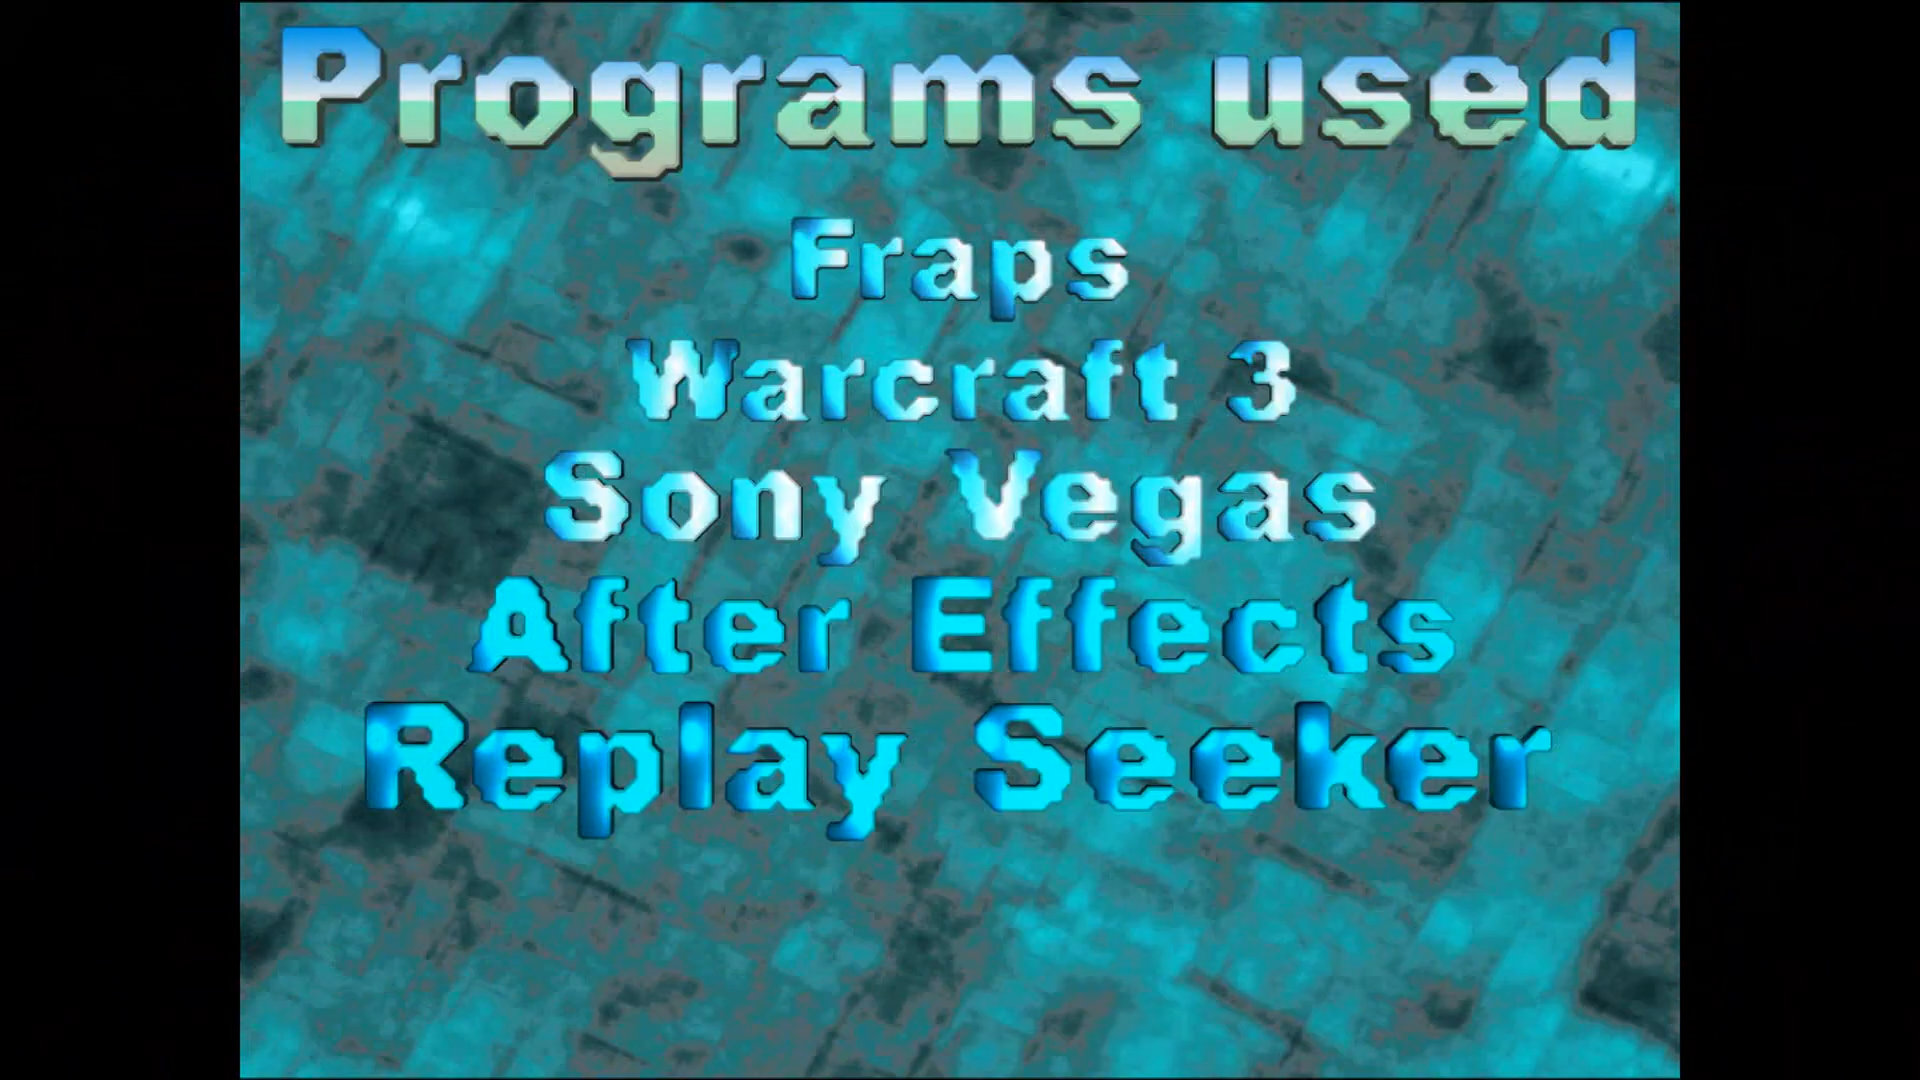 Programs used
Fraps
Warcraft 3
Sony Vegas
After Effects
Replay Seeker